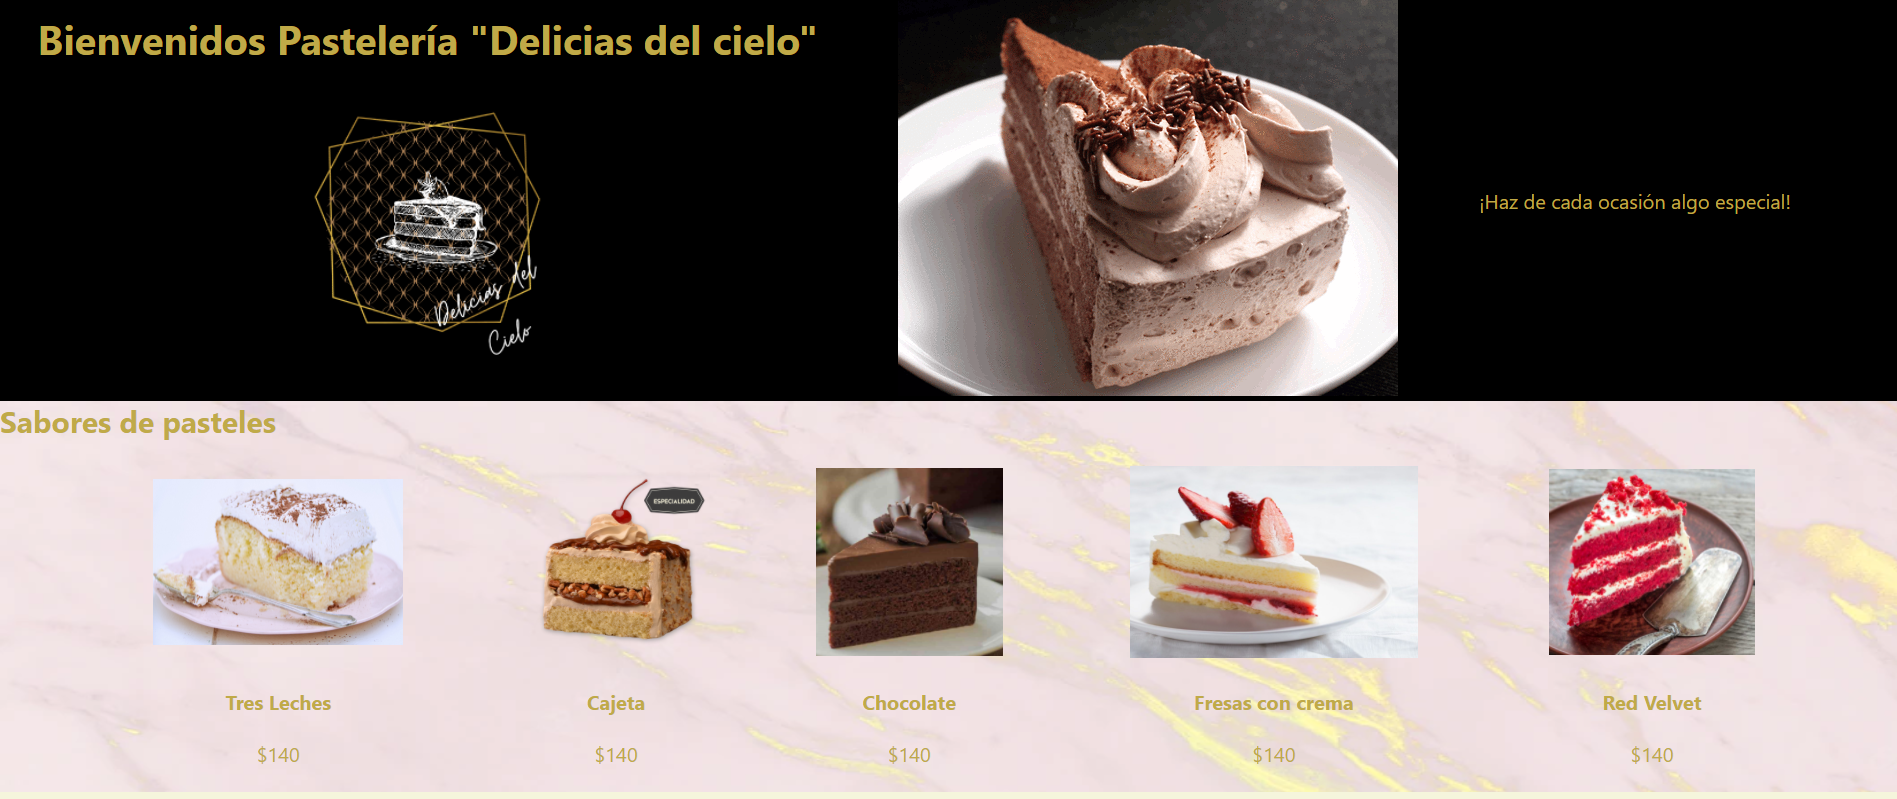 Bienvenidos Pastelería "Delicias del cielo"
Delicias del
Cielo
¡Haz de cada ocasión algo especial!
Sabores de pasteles
ESPECIALIDAD
Tres Leches
Cajeta
Chocolate
Fresas con crema
Red Velvet
$140
$140
$140
$140
$140